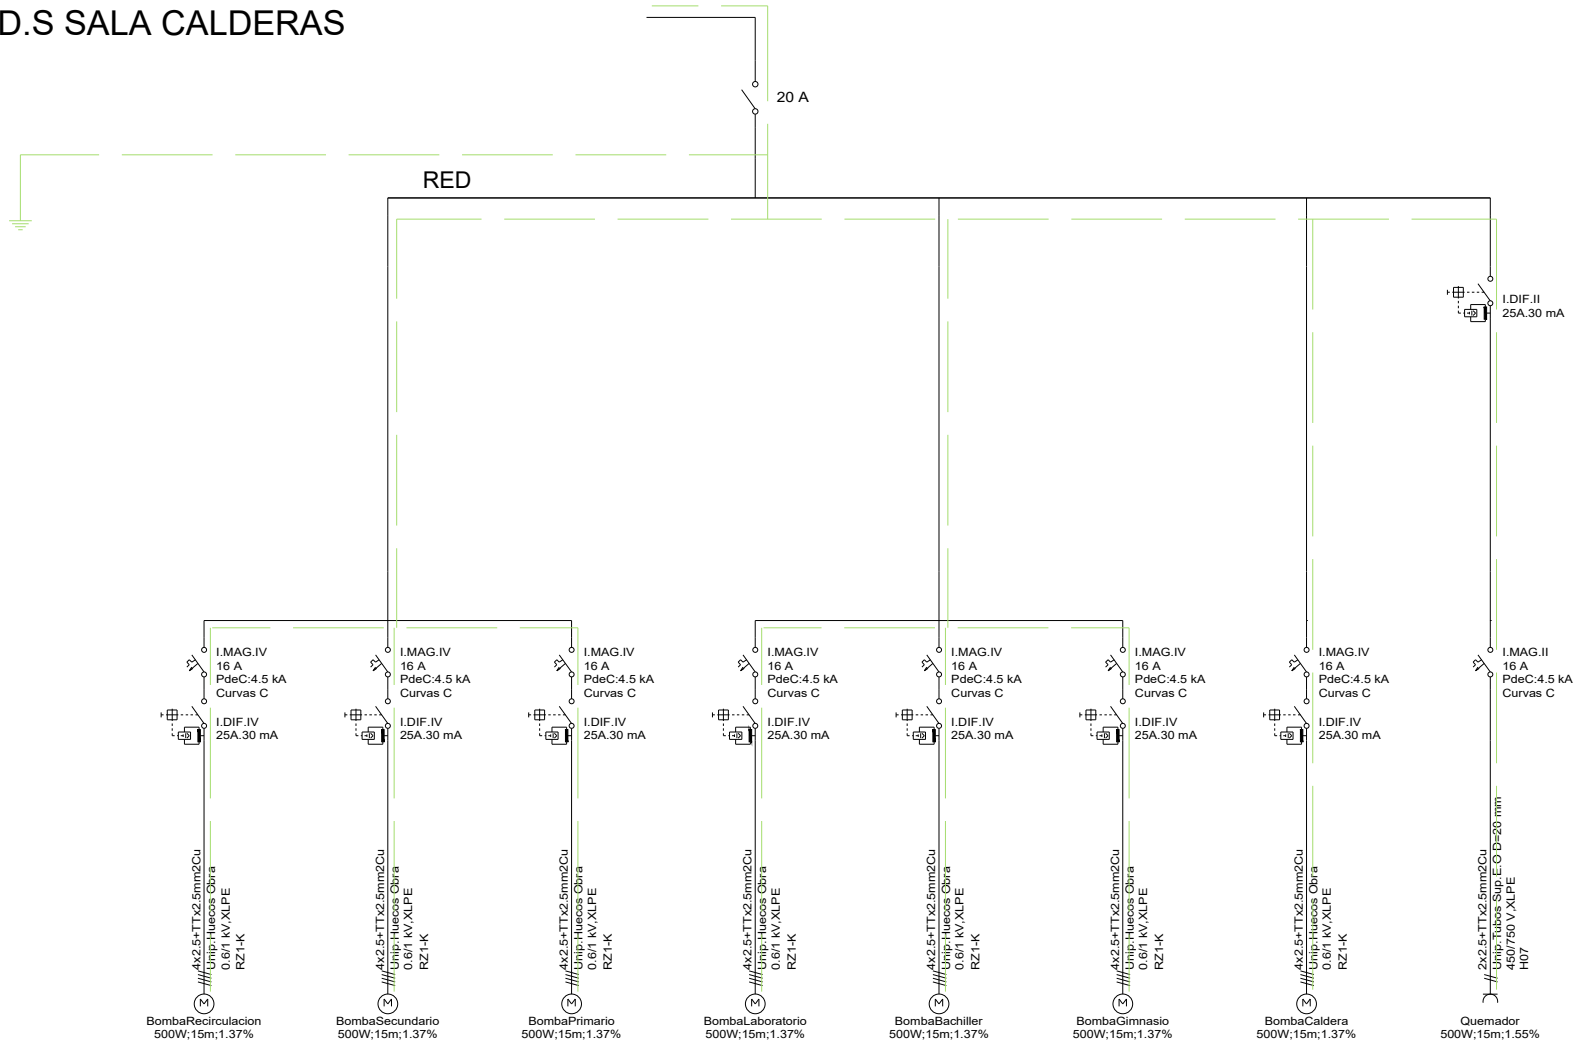 D.S SALA CALDERAS
20 A
RED
I.DIF.II
25A.30 mA
I.MAG.IV
16 A
PdeC:4.5 kA
Curvas C
I.DIF.IV
25A.30 mA
I.MAG.IV
16 A
PdeC:4.5 kA
Curvas C
I.DIF.IV
25A.30 mA
I.MAG.IV
16 A
PdeC:4.5 kA
Curvas C
I.DIF.IV
25A.30 mA
I.MAG.IV
16 A
PdeC:4.5 kA
Curvas C
I.DIF.IV
25A.30 mA
I.MAG.IV
16 A
PdeC:4.5 kA
Curvas C
I.DIF.IV
25A.30 mA
I.MAG.IV
16 A
PdeC:4.5 kA
Curvas C
I.DIF.IV
25A.30 mA
I.MAG.IV
16 A
PdeC:4.5 kA
Curvas C
I.DIF.IV
25A.30 mA
I.MAG.II
16 A
PdeC:4.5 kA
Curvas C
4x2.5+TTx2.5mm2Cu
Unip.Huecos Obra
0.6/1 kV,XLPE
RZ1-K
4x2.5+TTx2.5mm2Cu
Unip.Huecos Obra
0.6/1 kV,XLPE
RZ1-K
4x2.5+TTx2.5mm2Cu
Unip.Huecos Obra
0.6/1 kV,XLPE
RZ1-K
4x2.5+TTx2.5mm2Cu
Unip.Huecos Obra
0.6/1 kV,XLPE
RZ1-K
4x2.5+TTx2.5mm2Cu
Unip.Huecos Obra
0.6/1 kV,XLPE
RZ1-K
4x2.5+TTx2.5mm2Cu
Unip.Huecos Obra
0.6/1 kV,XLPE
RZ1-K
4x2.5+TTx2.5mm2Cu
Unip.Huecos Obra
0.6/1 kV,XLPE
RZ1-K
2x2.5+TTx2.5mm2Cu
Unip.Tubos Sup.E.O D=20 mm
450/750 V,XLPE
H07
M
BombaRecirculacion
500W;15m;1.37%
M
BombaSecundario
500W;15m;1.37%
M
BombaPrimario
500W;15m;1.37%
M
BombaLaboratorio
500W;15m;1.37%
M
BombaBachiller
500W;15m;1.37%
M
BombaGimnasio
500W;15m;1.37%
M
BombaCaldera
500W;15m;1.37%
Quemador
500W;15m;1.55%